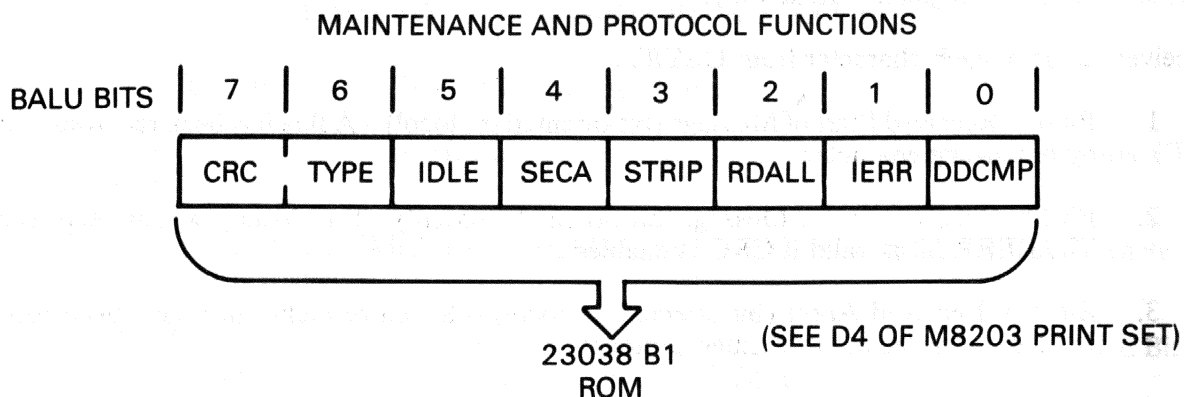 MAINTENANCE AND PROTOCOL FUNCTIONS
BALU BITS 7 6 5 4 3 2 1 0
CRC TYPE IDLE SECA STRIP RDALL IERR DDCMP
23038 B1
ROM
(SEE D4 OF M8203 PRINT SET)